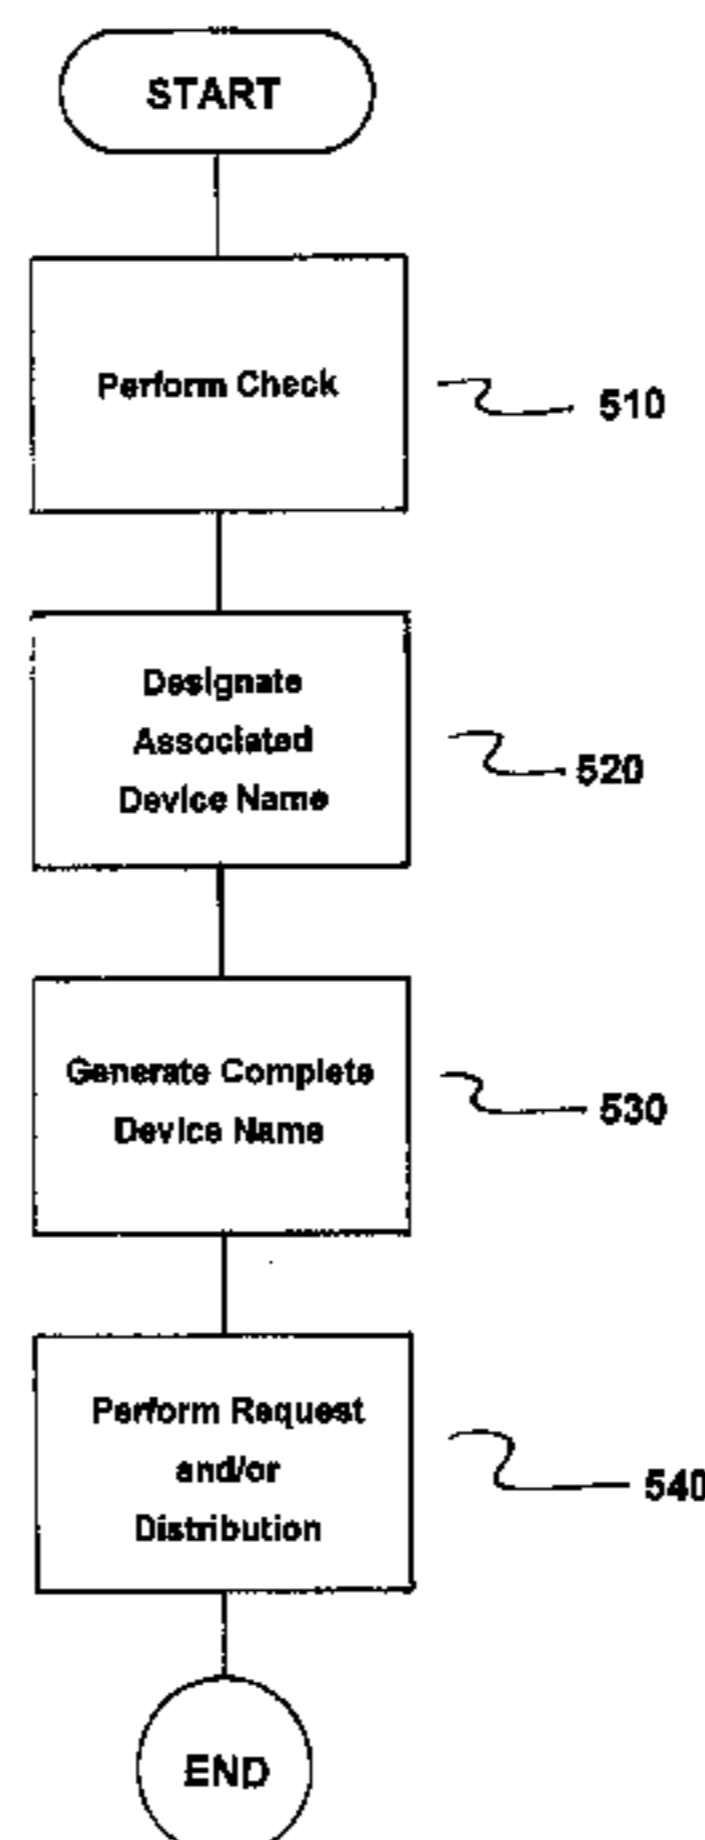 START
Perform Check
510
Designate
Associated
Device Name
520
Generate Complete
Device Name
530
Perform Request
and/or
Distribution
540
END